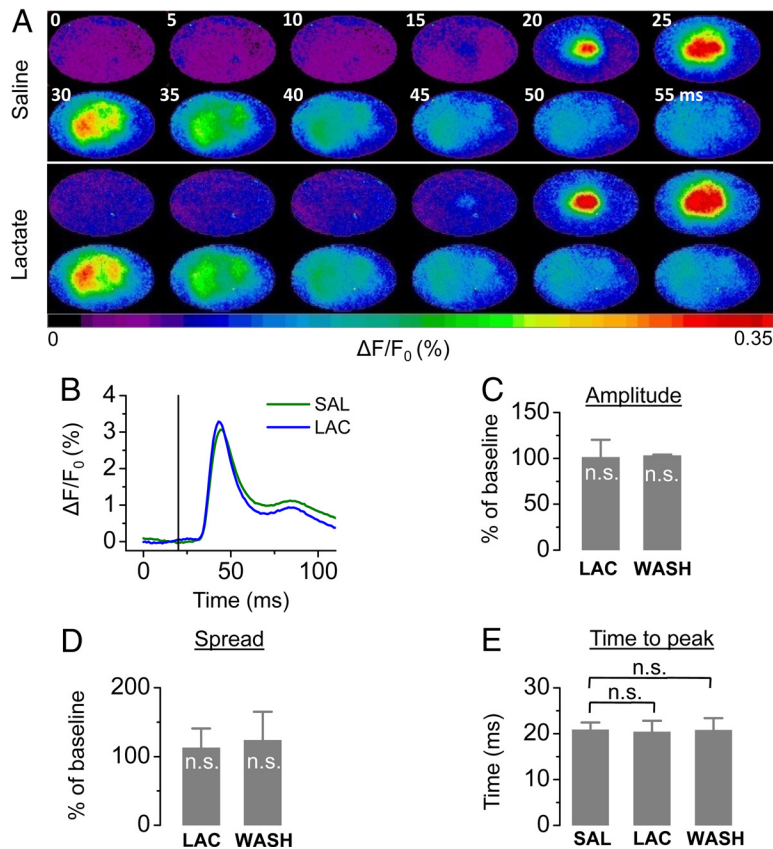 A
Saline
0 5 10 15 20 25
30 35 40 45 50 55 ms
Lactate
0 0.35
ΔF/F0 (%)
B
SAL
LAC
ΔF/F0 (%)
4
3
2
1
0
0 50 100
Time (ms)
C
Amplitude
% of baseline
150
100
50
0
n.s. n.s.
LAC WASH
D
Spread
% of baseline
200
100
0
n.s. n.s.
LAC WASH
E
Time to peak
n.s.
n.s.
Time (ms)
30
20
10
0
SAL LAC WASH